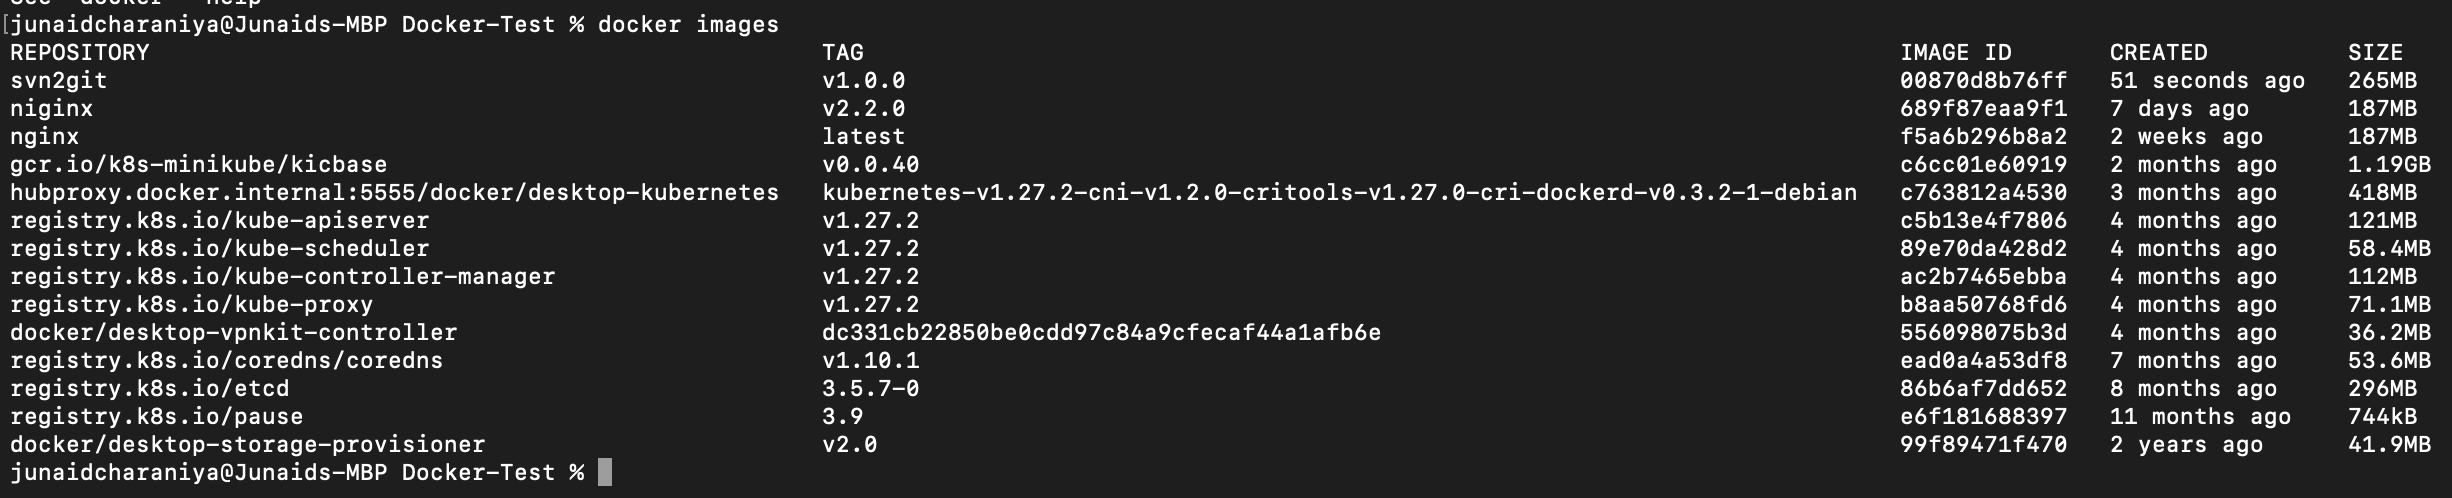 junaidcharaniya@Junaids-MBP Docker-Test % docker images
REPOSITORY TAG IMAGE ID CREATED SIZE
svn2git v1.0.0 00870d8b76ff 51 seconds ago 265MB
niginx v2.2.0 689f87eaa9f1 7 days ago 187MB
nginx latest f5a6b296b8a2 2 weeks ago 187MB
gcr.io/k8s-minikube/kicbase v0.0.40 c6cc01e60919 2 months ago 1.19GB
hubproxy.docker.internal:5555/docker/desktop-kubernetes kubernetes-v1.27.2-cni-v1.2.0-critools-v1.27.0-cri-dockerd-v0.3.2-1-debian c763812a4530 3 months ago 418MB
registry.k8s.io/kube-apiserver v1.27.2 c5b13e4f7806 4 months ago 121MB
registry.k8s.io/kube-scheduler v1.27.2 89e70da428d2 4 months ago 58.4MB
registry.k8s.io/kube-controller-manager v1.27.2 ac2b7465ebba 4 months ago 112MB
registry.k8s.io/kube-proxy v1.27.2 b8aa50768fd6 4 months ago 71.1MB
docker/desktop-vpnkit-controller dc331cb22850be0cdd97c84a9cfecaf44a1afb6e 556098075b3d 4 months ago 36.2MB
registry.k8s.io/coredns/coredns v1.10.1 ead0a4a53df8 7 months ago 53.6MB
registry.k8s.io/etcd 3.5.7-0 86b6af7dd652 8 months ago 296MB
registry.k8s.io/pause 3.9 e6f181688397 11 months ago 744kB
docker/desktop-storage-provisioner v2.0 99f89471f470 2 years ago 41.9MB
junaidcharaniya@Junaids-MBP Docker-Test %